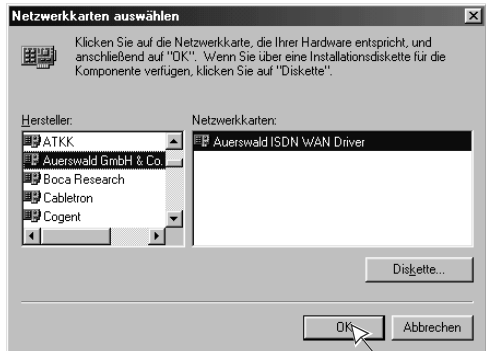 Netzwerkkarten auswählen
Klicken Sie auf die Netzwerkkarte, die Ihrer Hardware entspricht, und
anschließend auf "OK". Wenn Sie über eine Installationsdiskette für die
Komponente verfügen, klicken Sie auf "Diskette".
Hersteller:
ATKK
Auerswald GmbH & Co.
Boca Research
Cabletron
Cogent
Netzwerkkarten:
Auerswald ISDN WAN Driver
Diskette...
OK
Abbrechen